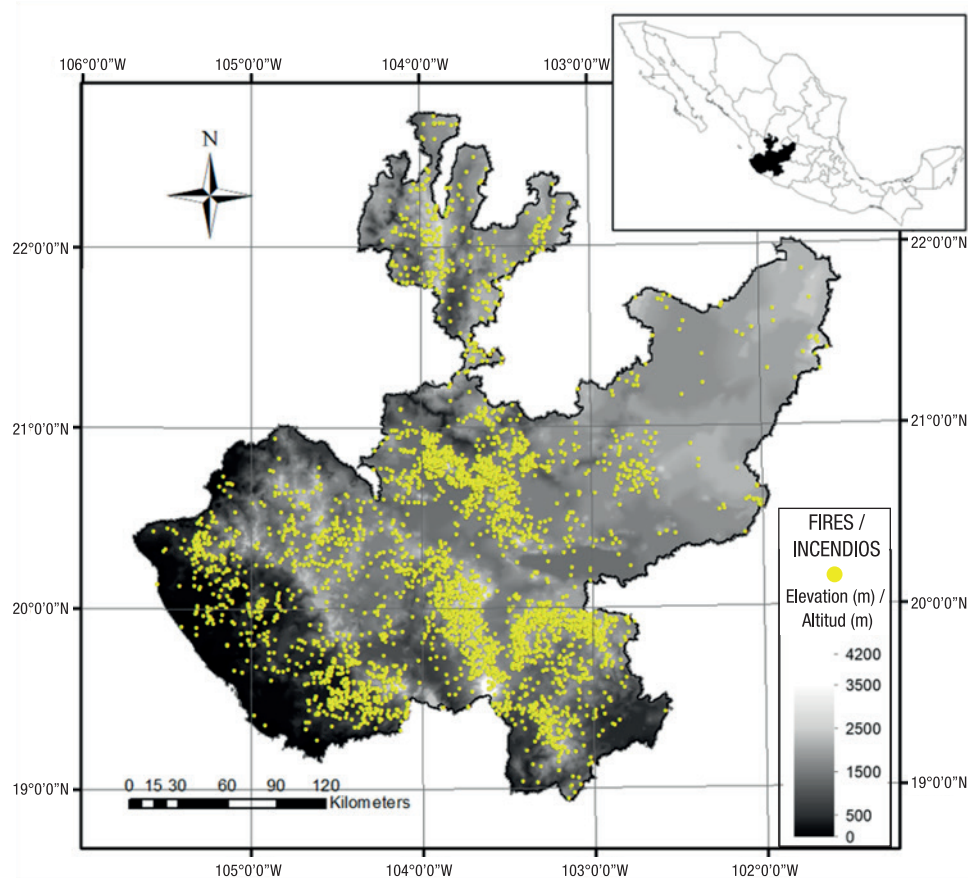 106°0'0"W 105°0'0"W 104°0'0"W 103°0'0"W
N
22°0'0"N 22°0'0"N
21°0'0"N 21°0'0"N
20°0'0"N 20°0'0"N
19°0'0"N 19°0'0"N
FIRES /
INCENDIOS
Elevation (m) /
Altitud (m)
4200
3500
2500
1500
500
0
0 15 30 60 90 120
Kilometers
105°0'0"W 104°0'0"W 103°0'0"W 102°0'0"W